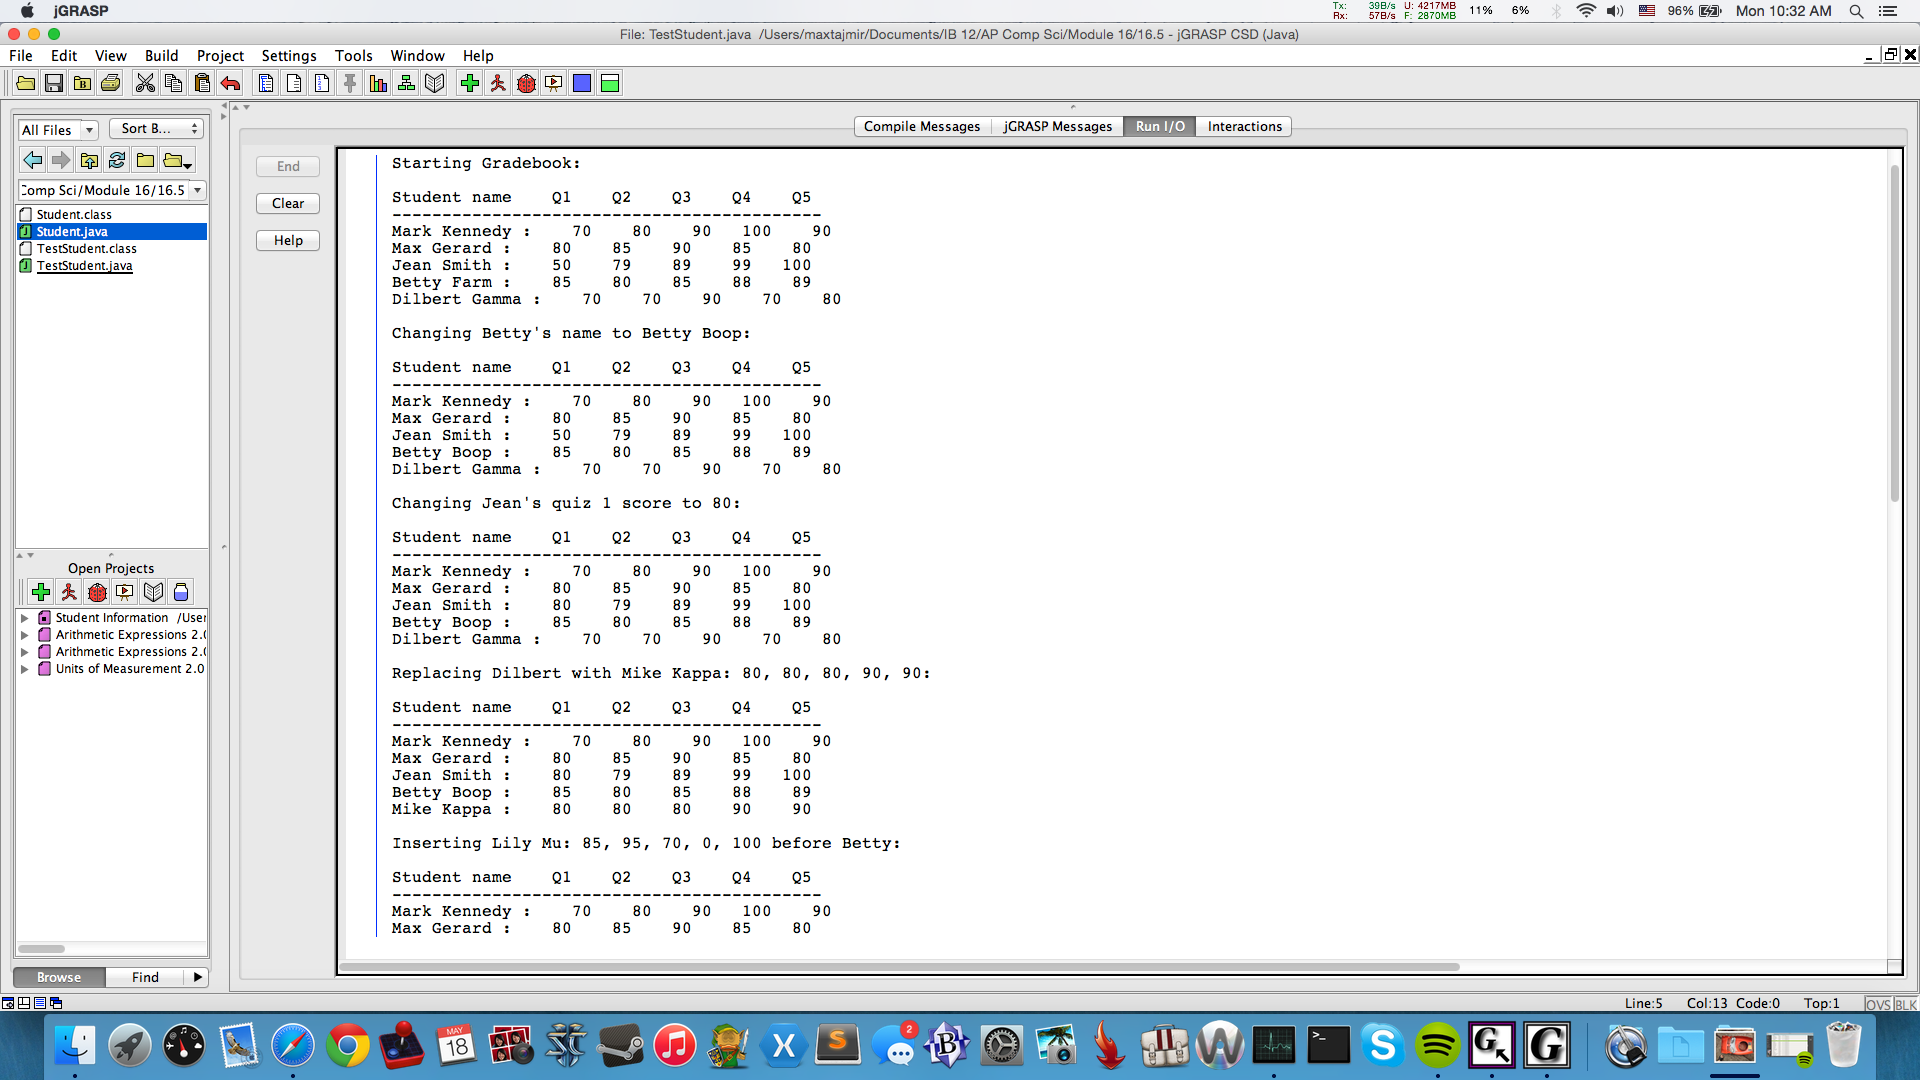 jGRASP
Tx: 39B/s U: 4217MB
Rx: 57B/s F: 2870MB
11% 6% 96% Mon 10:32 AM
File: TestStudent.java /Users/maxtajmir/Documents/IB 12/AP Comp Sci/Module 16/16.5 - jGRASP CSD (Java)
File Edit View Build Project Settings Tools Window Help
All Files Sort B...
Comp Sci/Module 16/16.5
Student.class
Student.java
TestStudent.class
TestStudent.java
Open Projects
Student Information /User
Arithmetic Expressions 2.0
Arithmetic Expressions 2.0
Units of Measurement 2.0
Browse Find
Compile Messages jGRASP Messages Run I/O Interactions
End
Clear
Help
Starting Gradebook:
Student name Q1 Q2 Q3 Q4 Q5
-------------------------------------------
Mark Kennedy : 70 80 90 100 90
Max Gerard : 80 85 90 85 80
Jean Smith : 50 79 89 99 100
Betty Farm : 85 80 85 88 89
Dilbert Gamma : 70 70 90 70 80
Changing Betty's name to Betty Boop:
Student name Q1 Q2 Q3 Q4 Q5
-------------------------------------------
Mark Kennedy : 70 80 90 100 90
Max Gerard : 80 85 90 85 80
Jean Smith : 50 79 89 99 100
Betty Boop : 85 80 85 88 89
Dilbert Gamma : 70 70 90 70 80
Changing Jean's quiz 1 score to 80:
Student name Q1 Q2 Q3 Q4 Q5
-------------------------------------------
Mark Kennedy : 70 80 90 100 90
Max Gerard : 80 85 90 85 80
Jean Smith : 80 79 89 99 100
Betty Boop : 85 80 85 88 89
Dilbert Gamma : 70 70 90 70 80
Replacing Dilbert with Mike Kappa: 80, 80, 80, 90, 90:
Student name Q1 Q2 Q3 Q4 Q5
-------------------------------------------
Mark Kennedy : 70 80 90 100 90
Max Gerard : 80 85 90 85 80
Jean Smith : 80 79 89 99 100
Betty Boop : 85 80 85 88 89
Mike Kappa : 80 80 80 90 90
Inserting Lily Mu: 85, 95, 70, 0, 100 before Betty:
Student name Q1 Q2 Q3 Q4 Q5
-------------------------------------------
Mark Kennedy : 70 80 90 100 90
Max Gerard : 80 85 90 85 80
Line:5 Col:13 Code:0 Top:1 OVS BLK
MAY
18
2